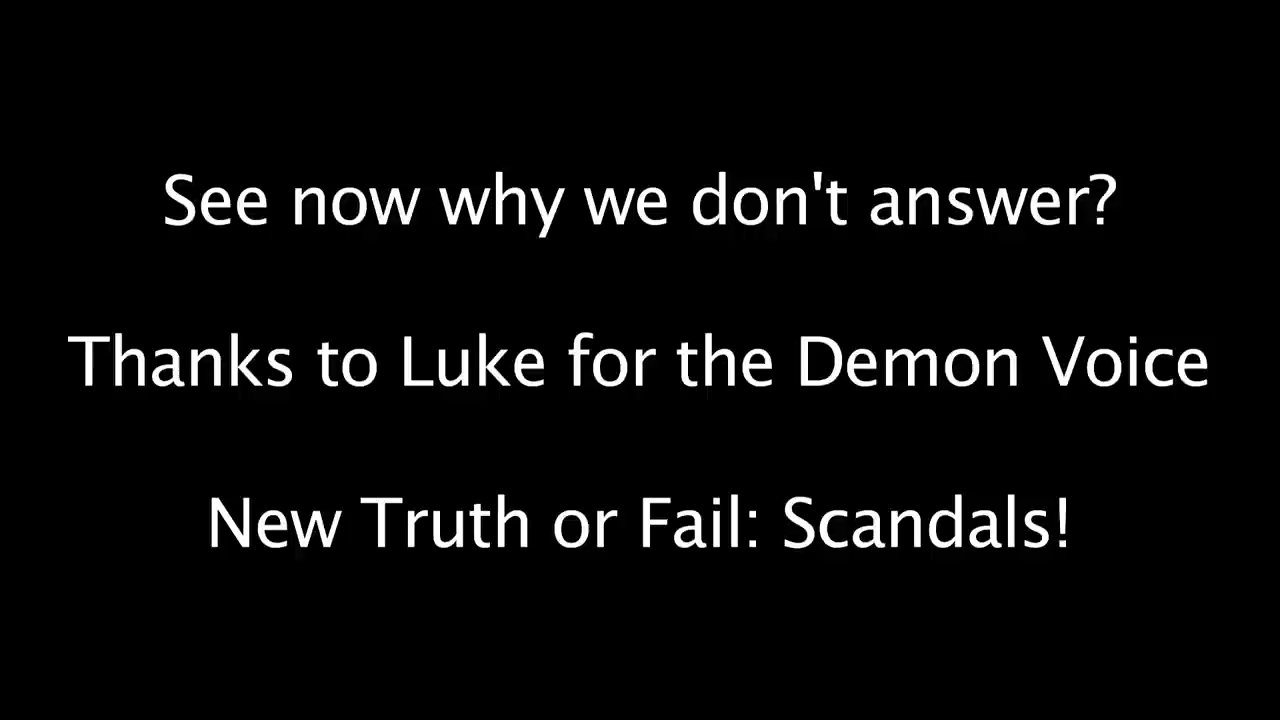 See now why we don't answer?
Thanks to Luke for the Demon Voice
New Truth or Fail: Scandals!